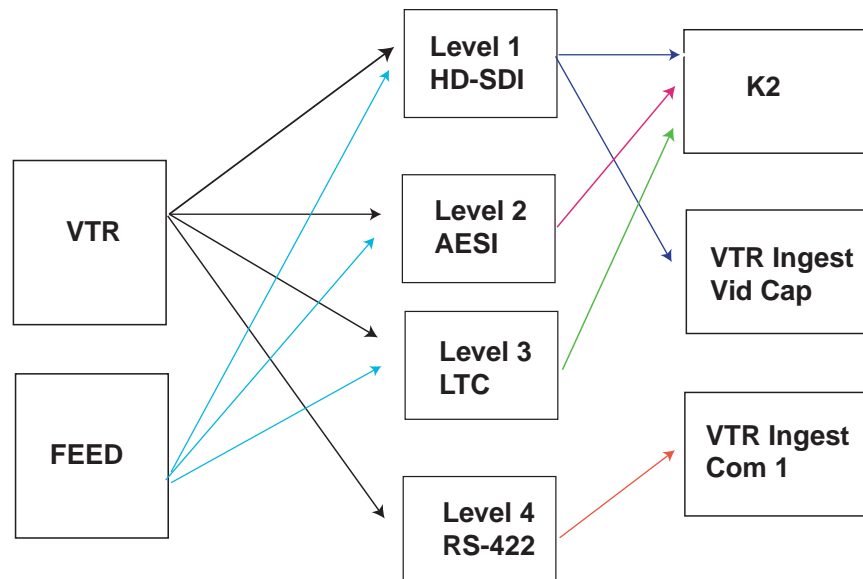 VTR
FEED
Level 1
HD-SDI
Level 2
AESI
Level 3
LTC
Level 4
RS-422
K2
VTR Ingest
Vid Cap
VTR Ingest
Com 1